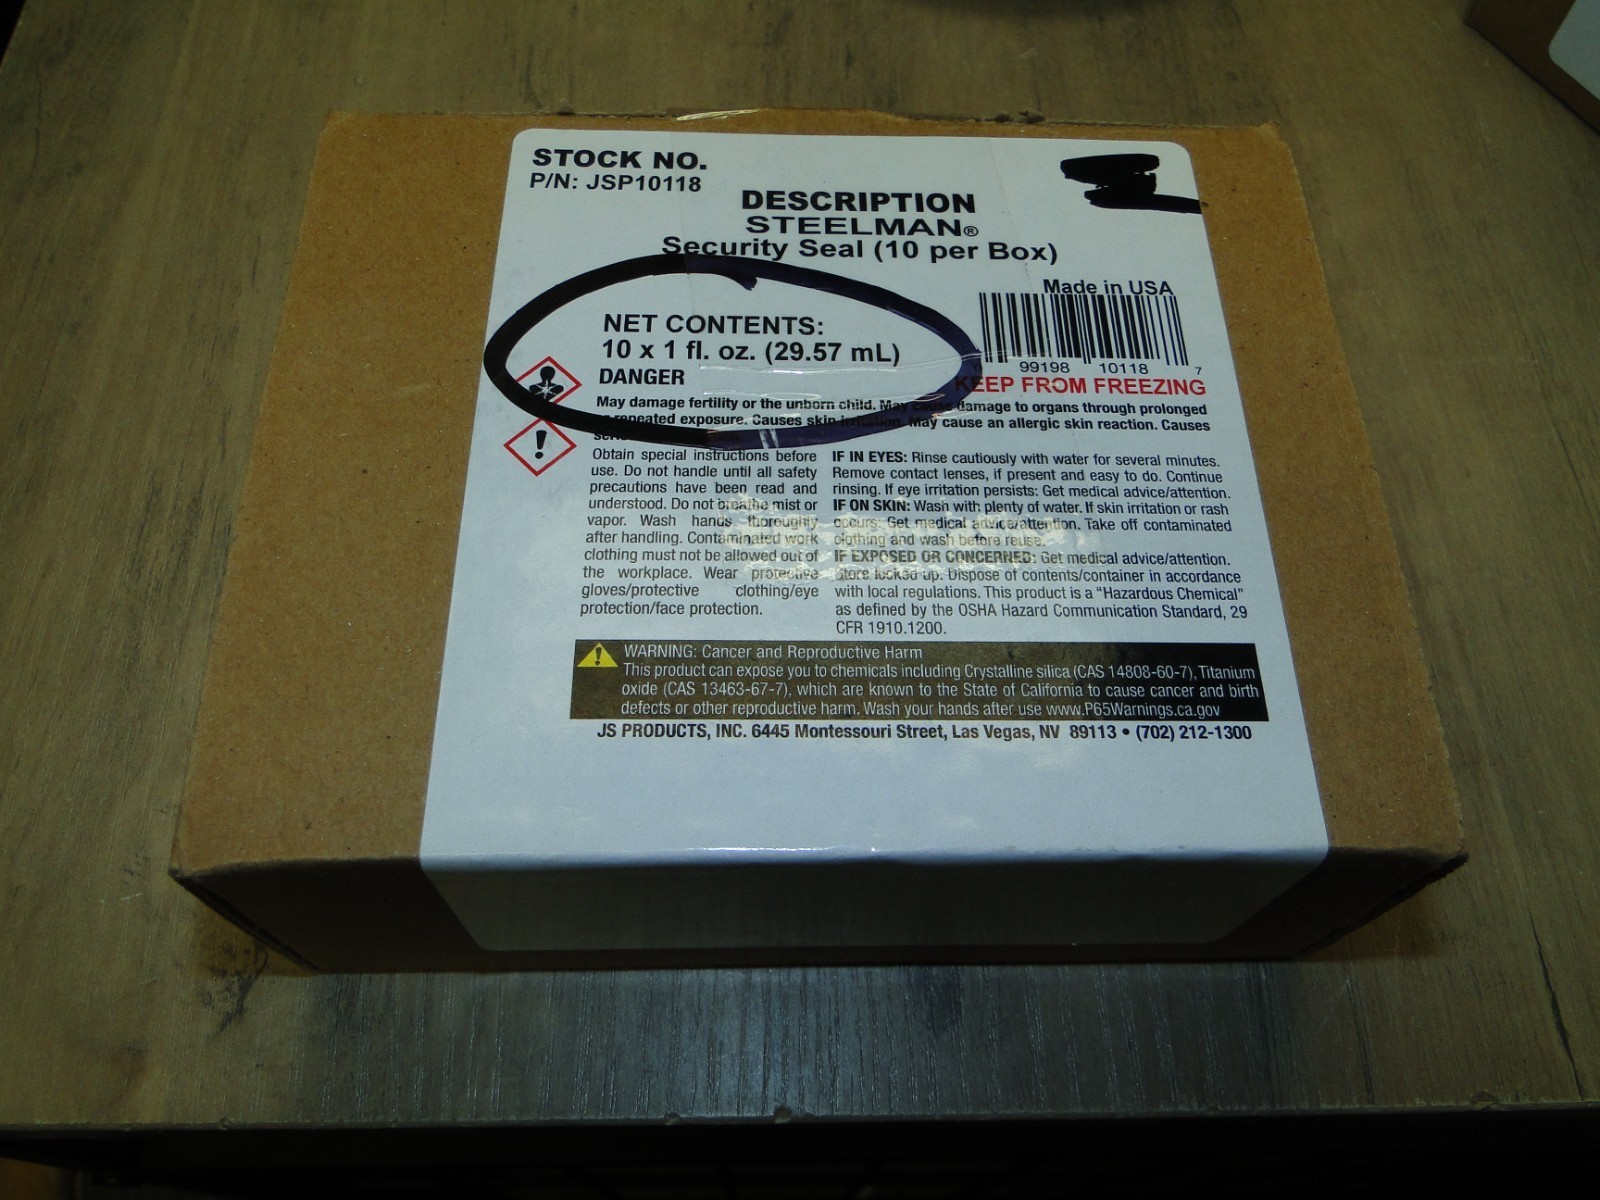 STOCK NO.
P/N: JSP10118
DESCRIPTION
STEELMAN®
Security Seal (10 per Box)
Made in USA
NET CONTENTS:
10 x 1 fl. oz. (29.57 mL)
99198 10118 7
KEEP FROM FREEZING
DANGER
May damage fertility or the unborn child. May cause damage to organs through prolonged
or repeated exposure. Causes skin irritation. May cause an allergic skin reaction. Causes
Obtain special instructions before
use. Do not handle until all safety
precautions have been read and
understood. Do not breathe mist or
vapor. Wash hands thoroughly
after handling. Contaminated work
clothing must not be allowed out of
the workplace. Wear protective
gloves/protective clothing/eye
protection/face protection.
IF IN EYES: Rinse cautiously with water for several minutes.
Remove contact lenses, if present and easy to do. Continue
rinsing. If eye irritation persists: Get medical advice/attention.
IF ON SKIN: Wash with plenty of water. If skin irritation or rash
occurs: Get medical advice/attention. Take off contaminated
clothing and wash before reuse.
IF EXPOSED OR CONCERNED: Get medical advice/attention.
Store locked up. Dispose of contents/container in accordance
with local regulations. This product is a “Hazardous Chemical”
as defined by the OSHA Hazard Communication Standard, 29
CFR 1910.1200.
WARNING: Cancer and Reproductive Harm
This product can expose you to chemicals including Crystalline silica (CAS 14808-60-7), Titanium
oxide (CAS 13463-67-7), which are known to the State of California to cause cancer and birth
defects or other reproductive harm. Wash your hands after use www.P65Warnings.ca.gov
JS PRODUCTS, INC. 6445 Montessouri Street, Las Vegas, NV 89113 • (702) 212-1300